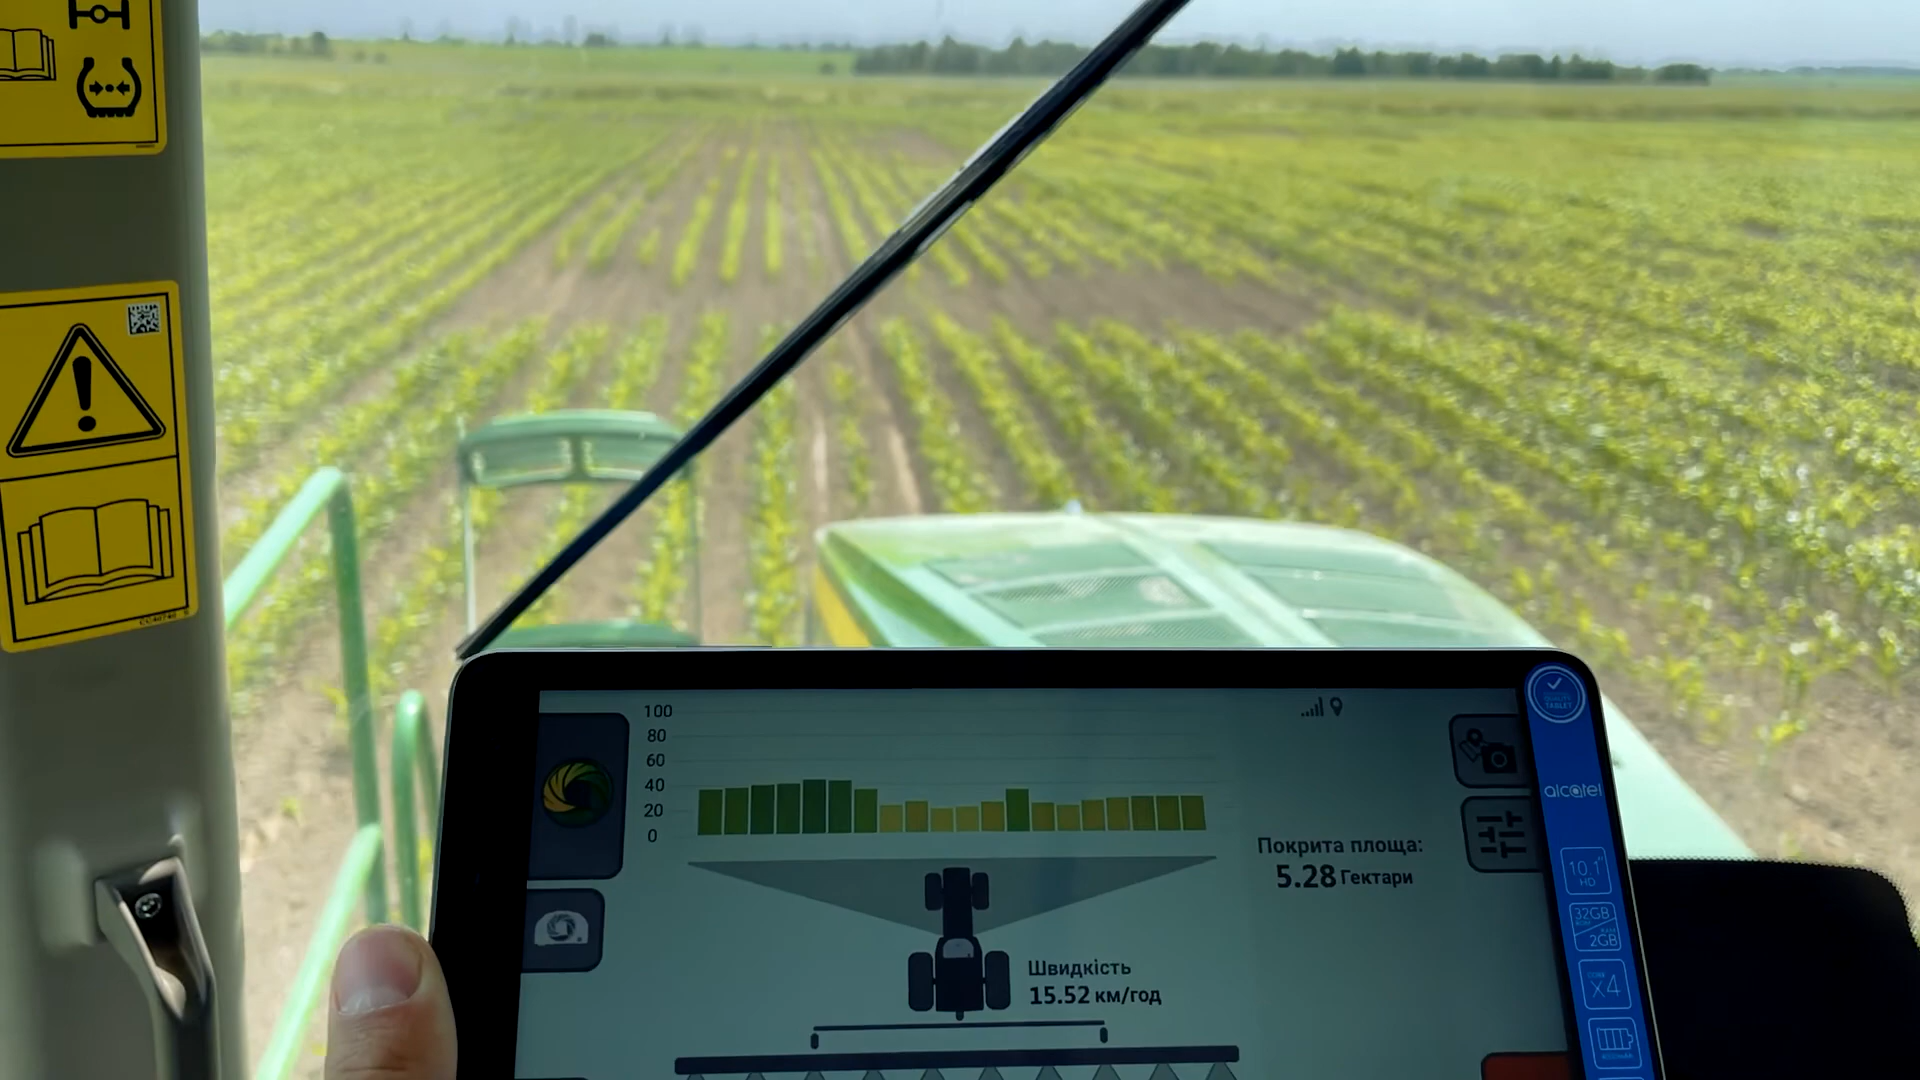 100
80
60
40
20
0
Покрита площа:
5.28 Гектари
Швидкість
15.52 км/год
alcatel
10.1"
HD
32GB
2GB
X4